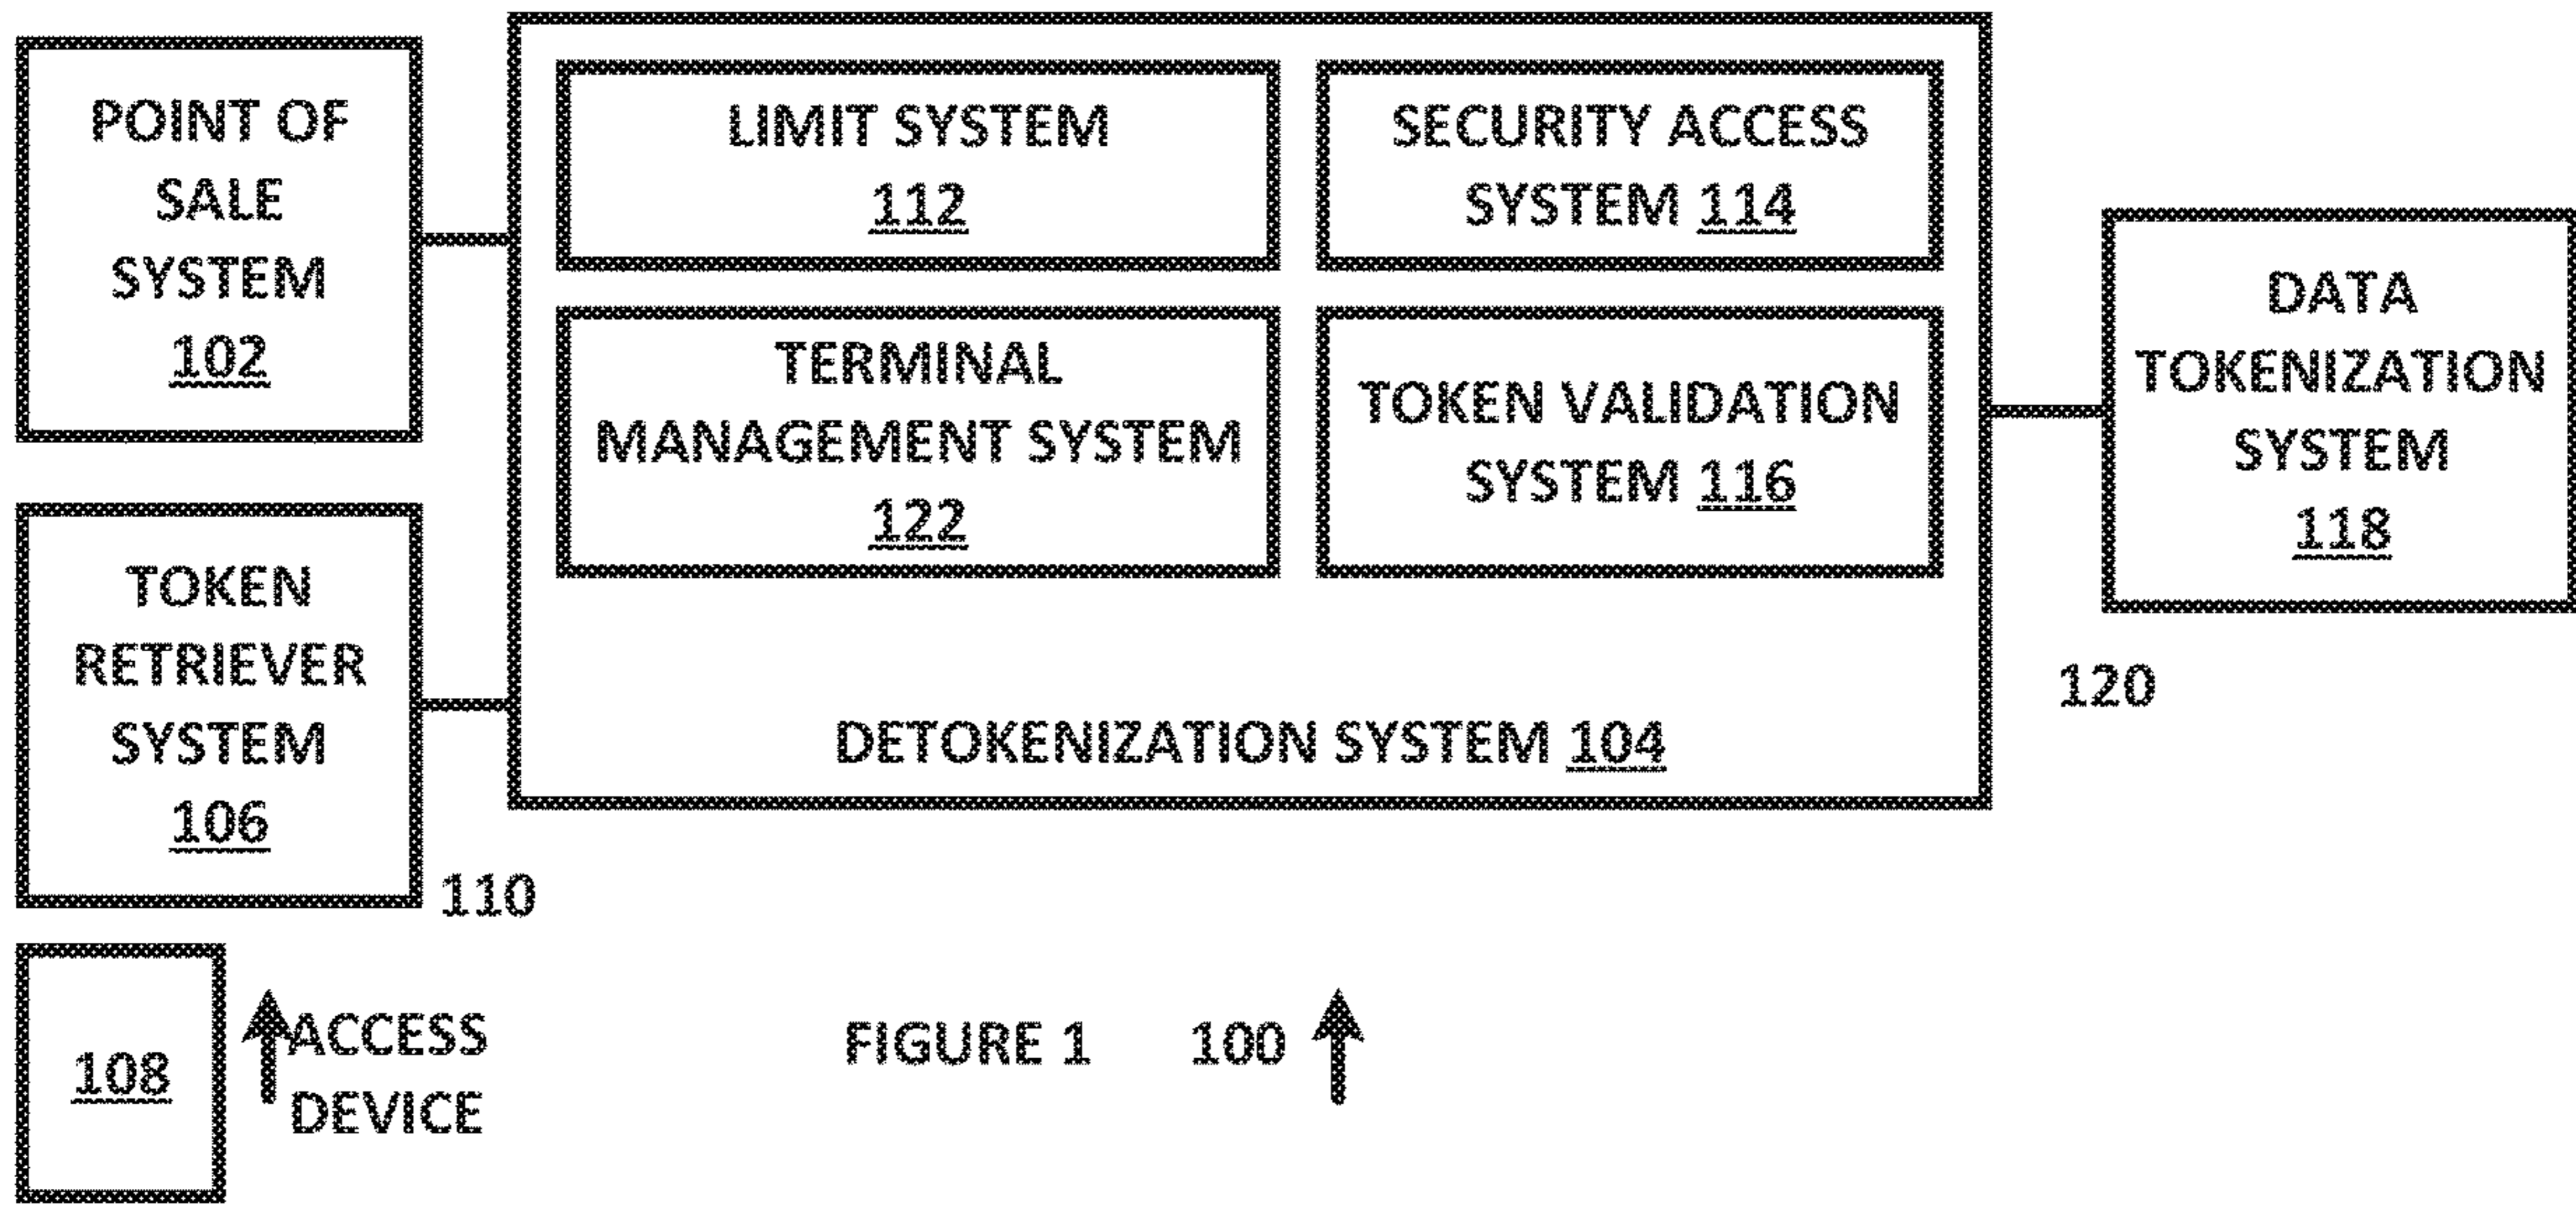 POINT OF
SALE
SYSTEM
102
LIMIT SYSTEM
112
SECURITY ACCESS
SYSTEM 114
TERMINAL
MANAGEMENT SYSTEM
122
TOKEN VALIDATION
SYSTEM 116
DETOKENIZATION SYSTEM 104
DATA
TOKENIZATION
SYSTEM
118
120
TOKEN
RETRIEVER
SYSTEM
106
110
108
ACCESS
DEVICE
FIGURE 1 100